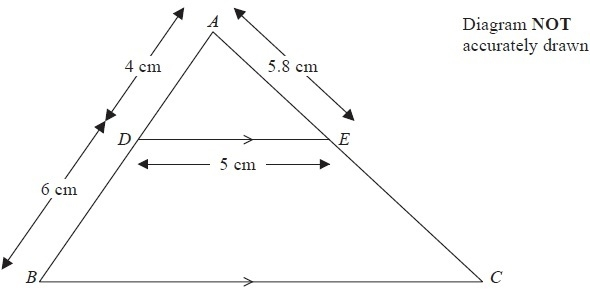 A
Diagram NOT
accurately drawn
4 cm
5.8 cm
D
E
5 cm
6 cm
B
C